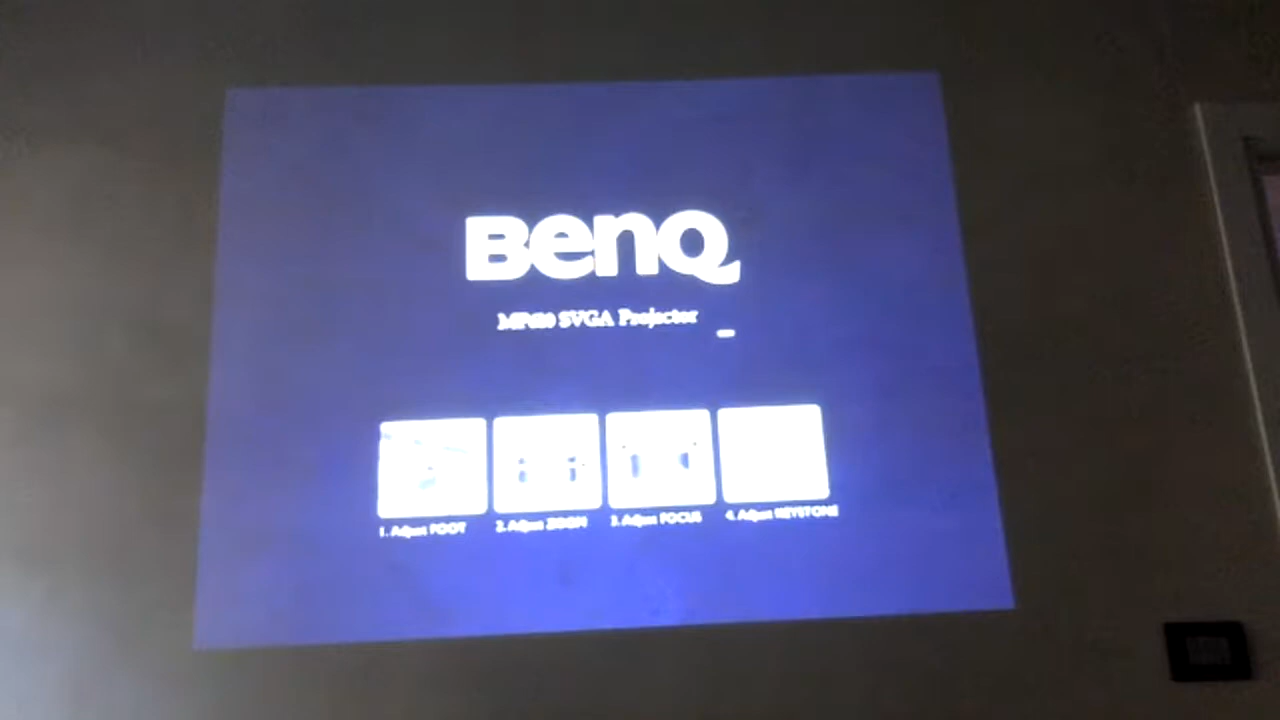 BenQ
SVGA Projector
1. Adjust FOOT
2. Adjust ZOOM
3. Adjust FOCUS
4. Adjust KEYSTONE